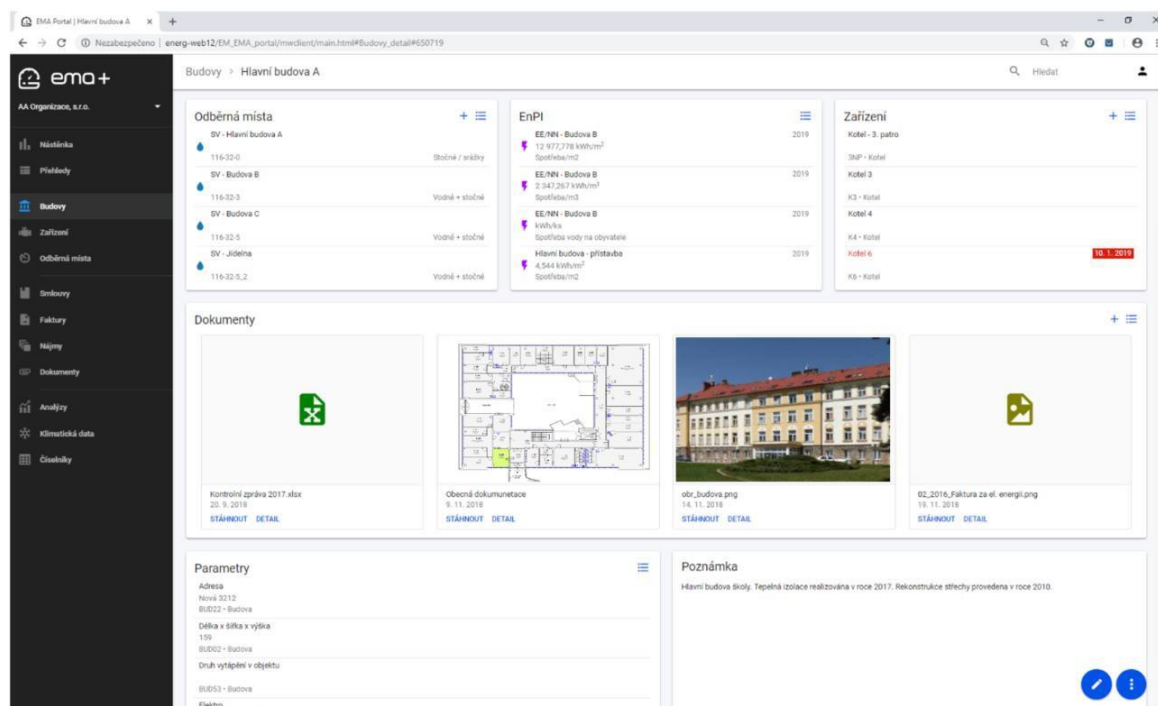 EMA Portal | Hlavní budova A
Nezabezpečeno | energ-web12/EM_EMA_portal/mwclient/main.html#Budovy_detail#650719
ema+
AA Organizace, s.r.o.
Nástěnka
Přehledy
Budovy
Zařízení
Odběrná místa
Smlouvy
Faktury
Nájmy
Dokumenty
Analýzy
Klimatická data
Číselníky
Budovy > Hlavní budova A
Hledat
Odběrná místa
SV - Hlavní budova A
116-32-0 Stočné / srážky
SV - Budova B
116-32-3 Vodné + stočné
SV - Budova C
116-32-5 Vodné + stočné
SV - Jídelna
116-32-5_2 Vodné + stočné
EnPI
EE/NN - Budova B 2019
12 977,778 kWh/m²
Spotřeba/m2
EE/NN - Budova B 2019
2 347,267 kWh/m³
Spotřeba/m3
EE/NN - Budova B 2019
kWh/ks
Spotřeba vody na obyvatele
Hlavní budova - přístavba 2019
4,544 kWh/m²
Spotřeba/m2
Zařízení
Kotel - 3. patro
3NP • Kotel
Kotel 3
K3 • Kotel
Kotel 4
K4 • Kotel
Kotel 6 10. 1. 2019
K6 • Kotel
Dokumenty
Kontrolní zpráva 2017.xlsx
20. 9. 2018
STÁHNOUT DETAIL
Obecná dokumunetace
9. 11. 2018
STÁHNOUT DETAIL
obr_budova.png
14. 11. 2018
STÁHNOUT DETAIL
02_2016_Faktura za el. energii.png
19. 11. 2018
STÁHNOUT DETAIL
Parametry
Adresa
Nová 3212
BUD22 • Budova
Délka x šířka x výška
159
BUD02 • Budova
Druh vytápění v objektu
BUD53 • Budova
Elektro
Poznámka
Hlavní budova školy. Tepelná izolace realizována v roce 2017. Rekonstrukce střechy provedena v roce 2010.